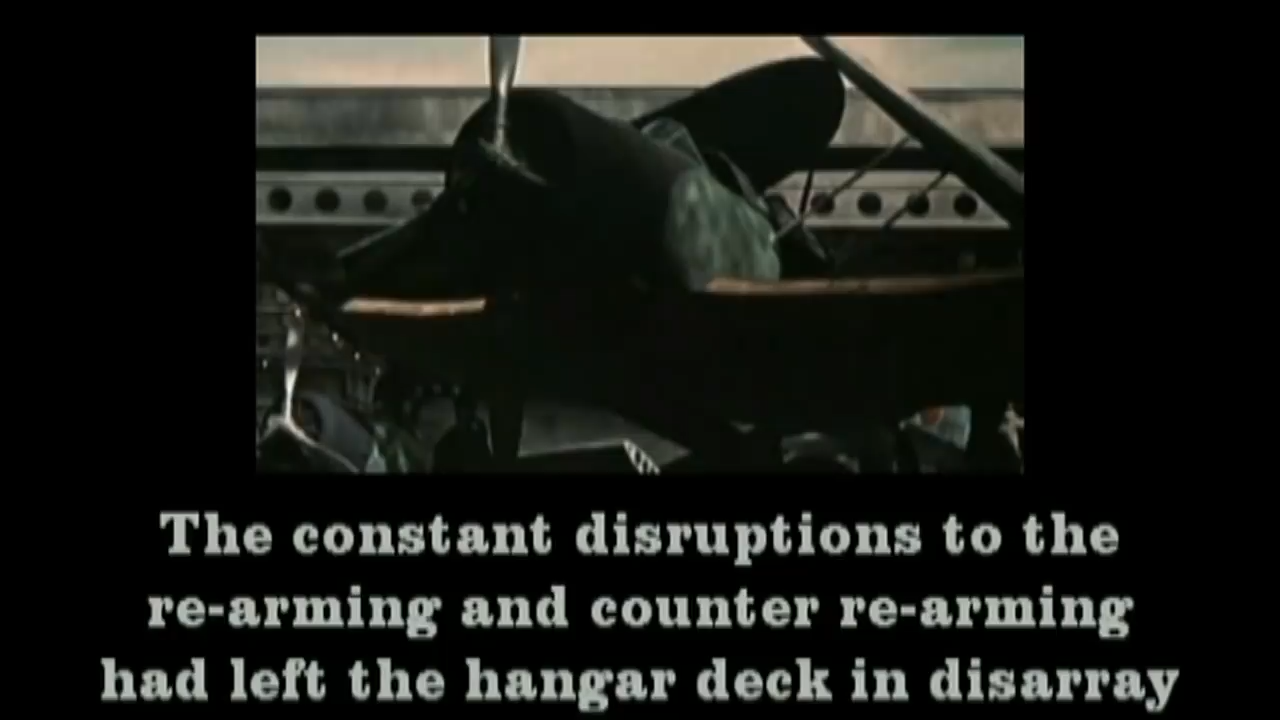 The constant disruptions to the
re-arming and counter re-arming
had left the hangar deck in disarray